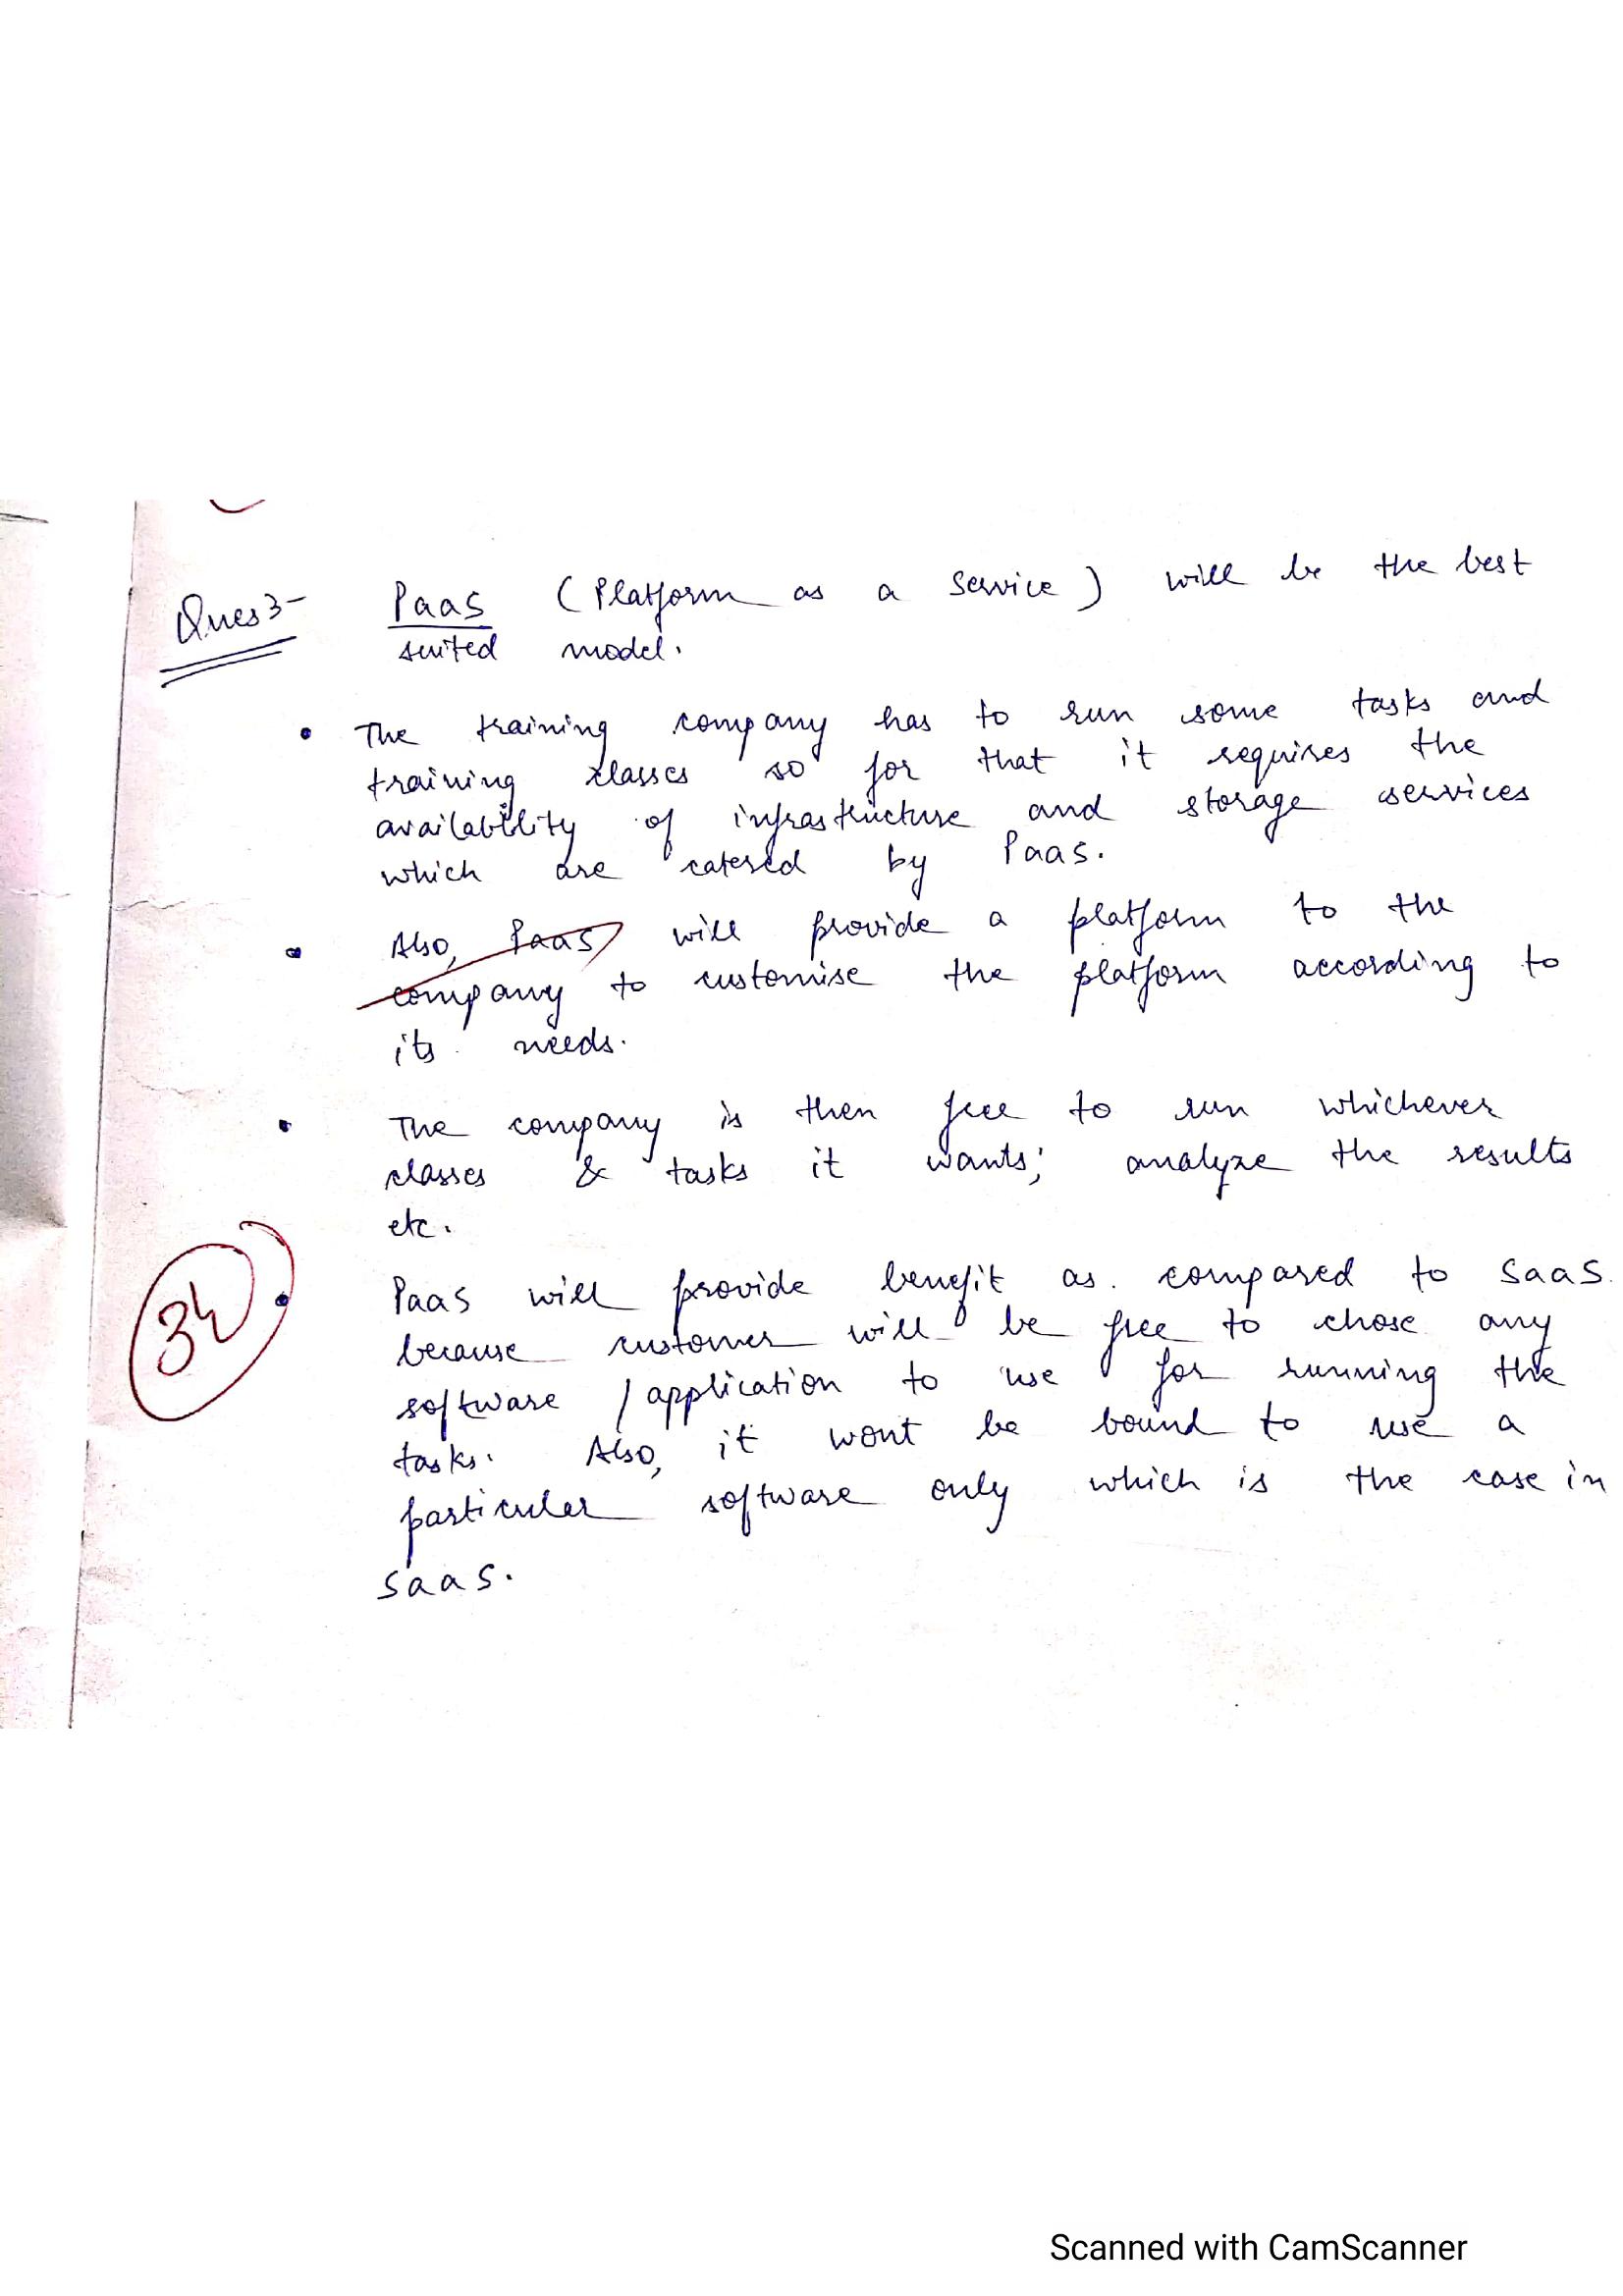 Ques 3- Paas (Platform as a Service) will be the best
suited model.
• The training company has to run some tasks and
training classes so for that it requires the
availability of infrastructure and storage services
which are catered by Paas.
• Also, Paas will provide a platform to the
company to customise the platform according to
its needs.
• The company is then free to run whichever
classes & tasks it wants; analyze the results
etc.
34
• Paas will provide benefit as compared to SaaS
because customer will be free to chose any
software / application to use for running the
tasks. Also, it wont be bound to use a
particular software only which is the case in
SaaS.
Scanned with CamScanner